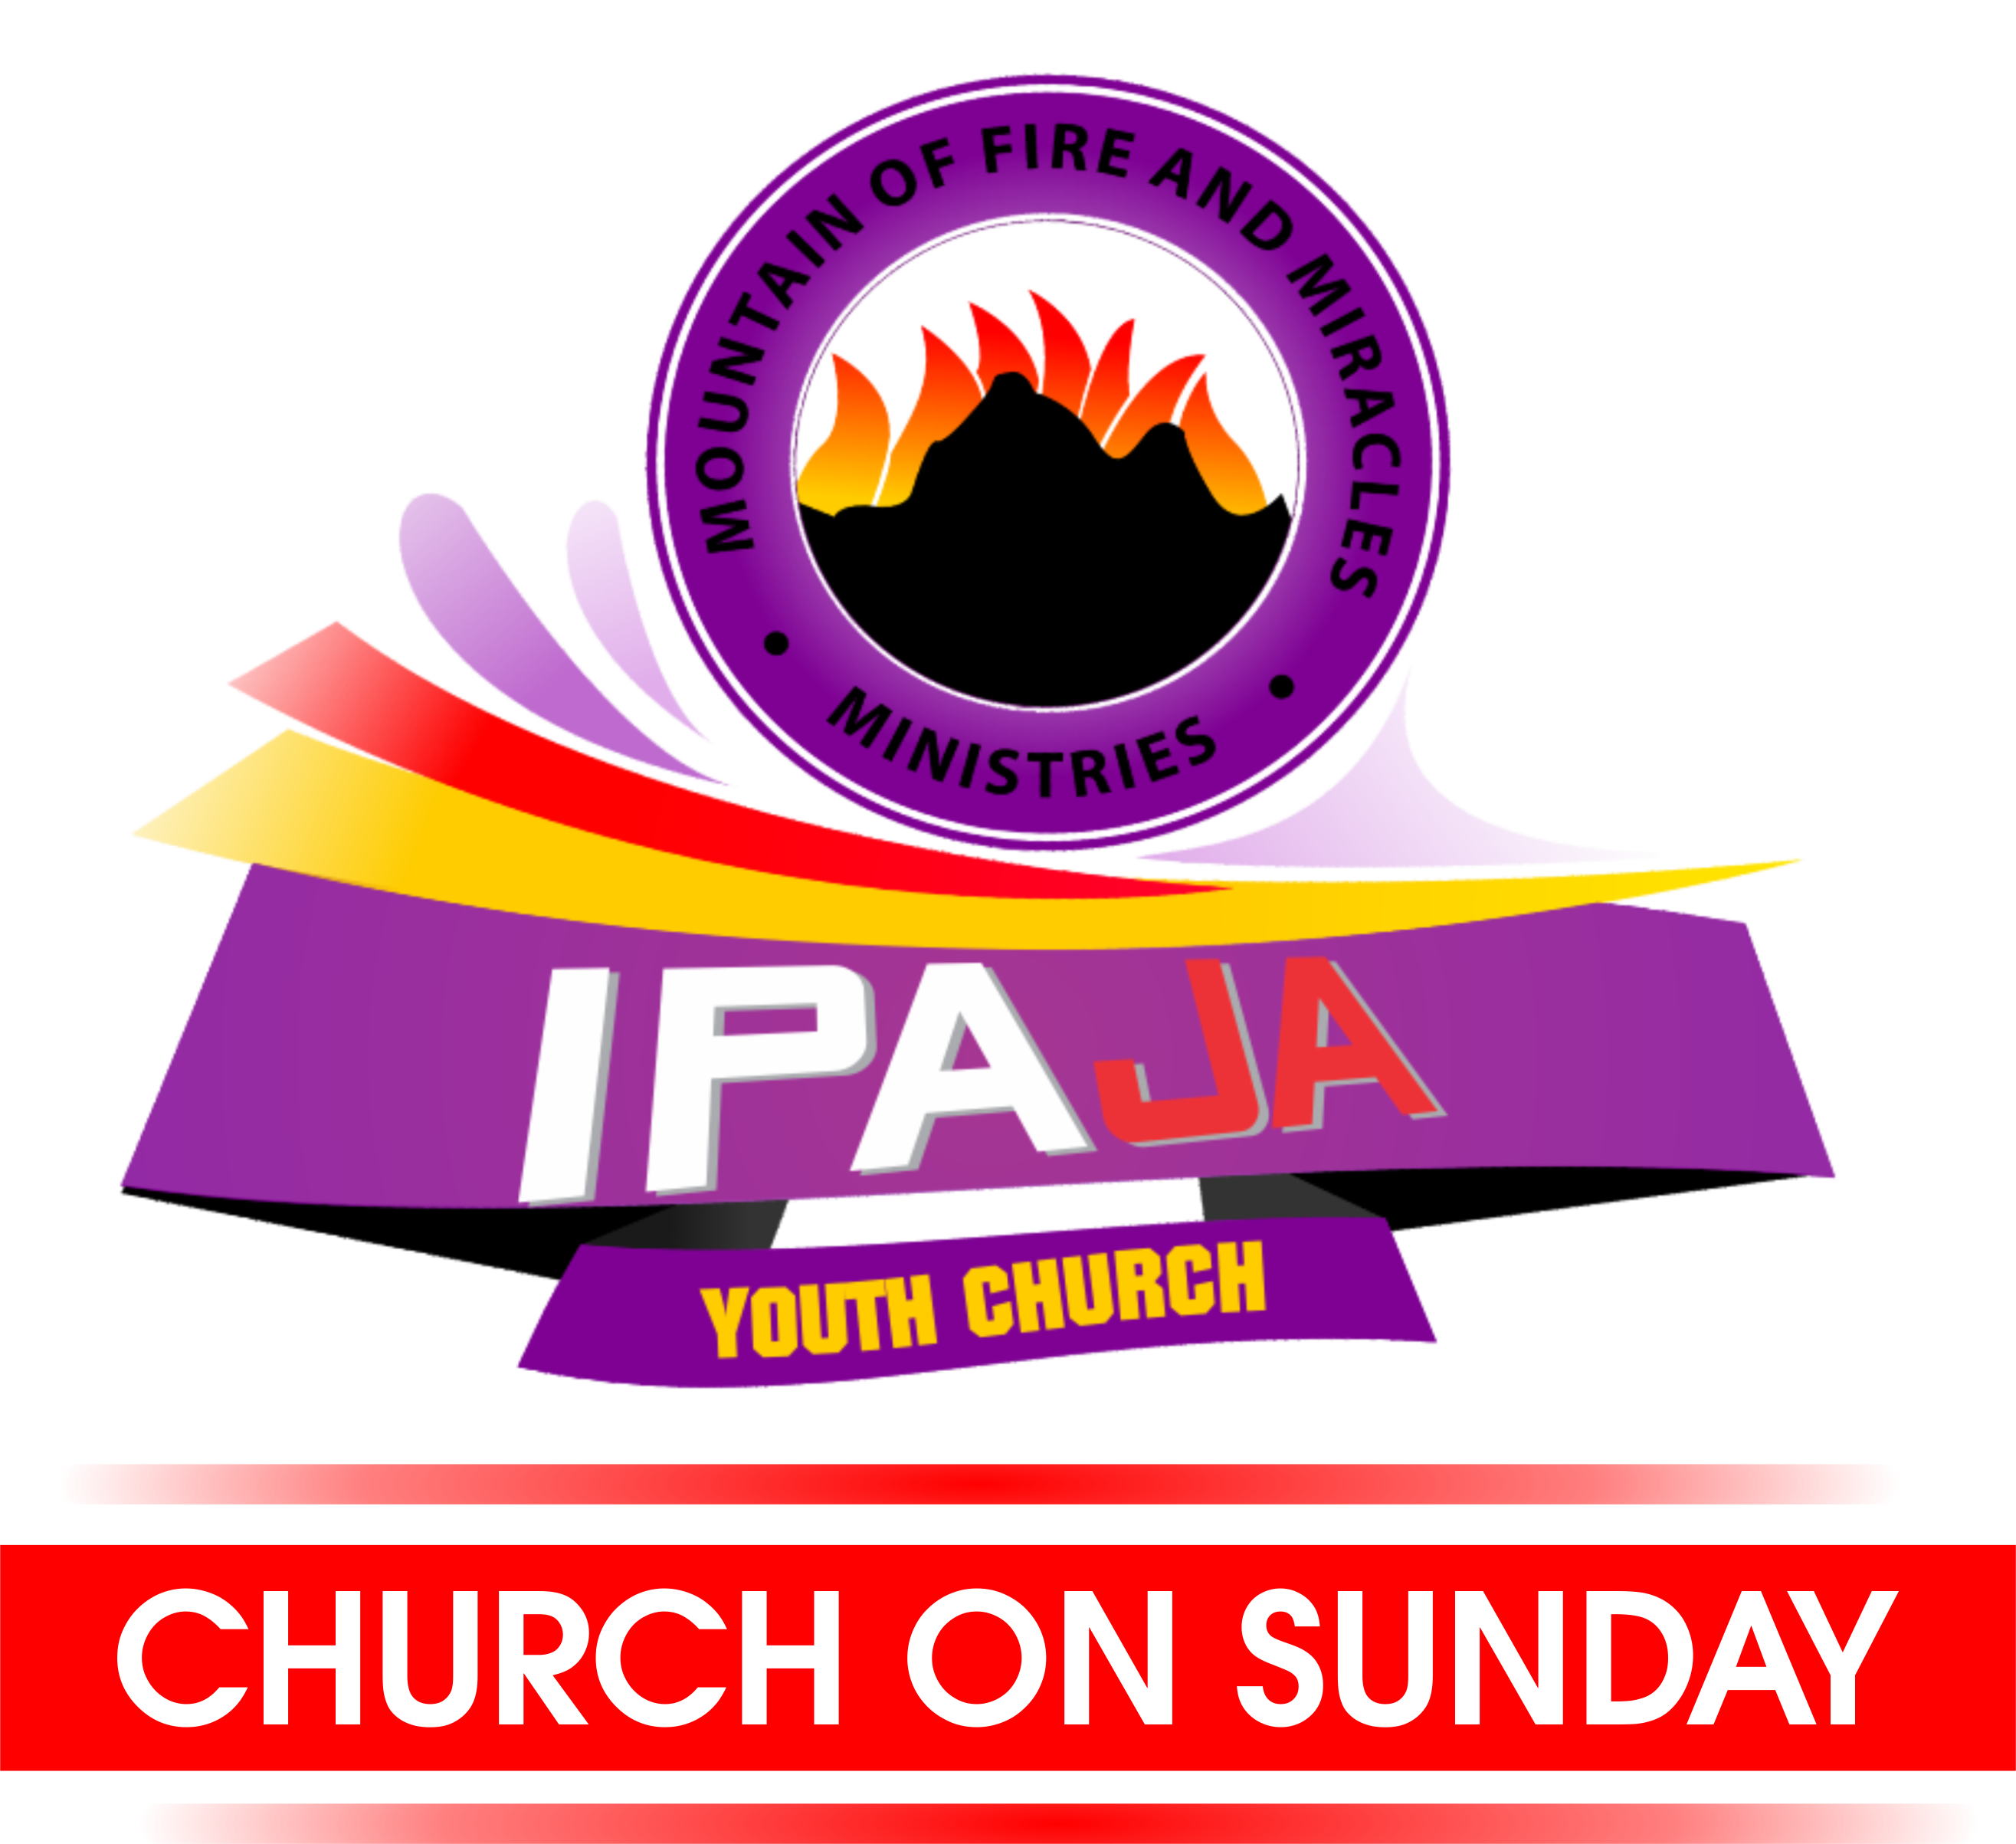 MOUNTAIN OF FIRE AND MIRACLES
MINISTRIES
IPAJA
YOUTH CHURCH
CHURCH ON SUNDAY